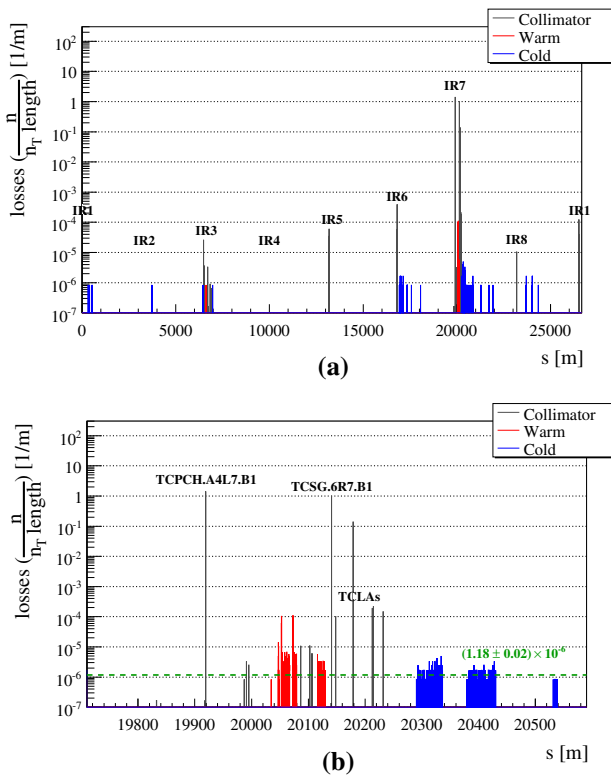 Collimator
Warm
Cold
losses (n/n_T length) [1/m]
10²
10
1
10⁻¹
10⁻²
10⁻³
10⁻⁴
10⁻⁵
10⁻⁶
10⁻⁷
IR1
IR2
IR3
IR4
IR5
IR6
IR7
IR8
IR1
0 5000 10000 15000 20000 25000
s [m]
(a)
Collimator
Warm
Cold
losses (n/n_T length) [1/m]
10²
10
1
10⁻¹
10⁻²
10⁻³
10⁻⁴
10⁻⁵
10⁻⁶
10⁻⁷
TCPCH.A4L7.B1
TCSG.6R7.B1
TCLAs
(1.18 ± 0.02) × 10⁻⁶
19800 19900 20000 20100 20200 20300 20400 20500
s [m]
(b)